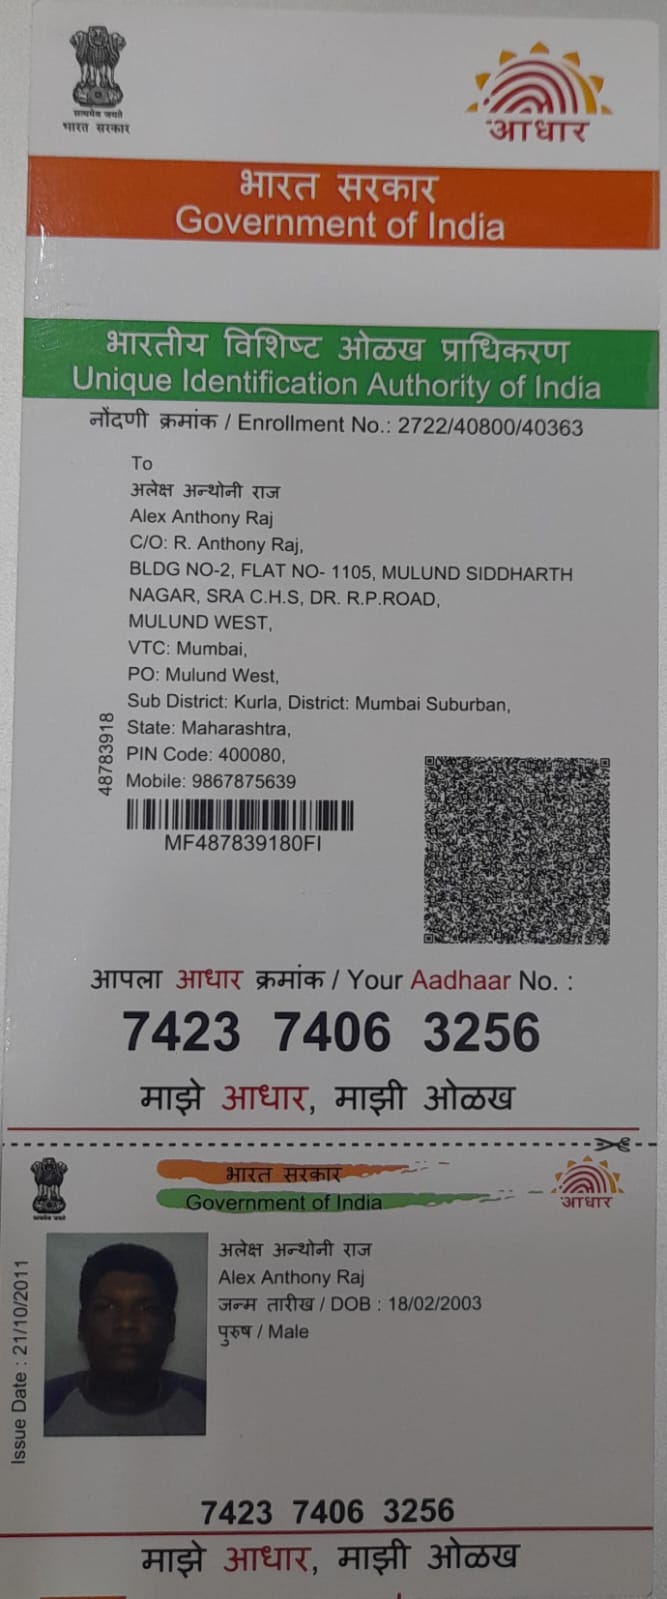 सत्यमेव जयते
भारत सरकार
आधार
भारत सरकार
Government of India
भारतीय विशिष्ट ओळख प्राधिकरण
Unique Identification Authority of India
नोंदणी क्रमांक / Enrollment No.: 2722/40800/40363
To
अलेक्ष अन्थोनी राज
Alex Anthony Raj
C/O: R. Anthony Raj,
BLDG NO-2, FLAT NO- 1105, MULUND SIDDHARTH
NAGAR, SRA C.H.S, DR. R.P.ROAD,
MULUND WEST,
VTC: Mumbai,
PO: Mulund West,
Sub District: Kurla, District: Mumbai Suburban,
State: Maharashtra,
PIN Code: 400080,
Mobile: 9867875639
48783918
MF487839180FI
आपला आधार क्रमांक / Your Aadhaar No. :
7423 7406 3256
माझे आधार, माझी ओळख
भारत सरकार
Government of India
सत्यमेव जयते
आधार
Issue Date : 21/10/2011
अलेक्ष अन्थोनी राज
Alex Anthony Raj
जन्म तारीख / DOB : 18/02/2003
पुरुष / Male
7423 7406 3256
माझे आधार, माझी ओळख